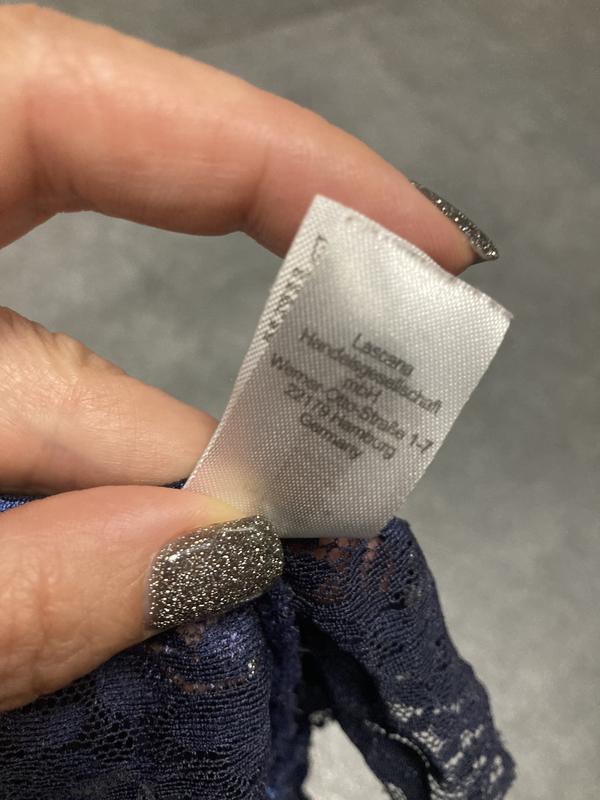 Lascana
Handelsgesellschaft
mbH
Werner-Otto-Straße 1-7
22179 Hamburg
Germany